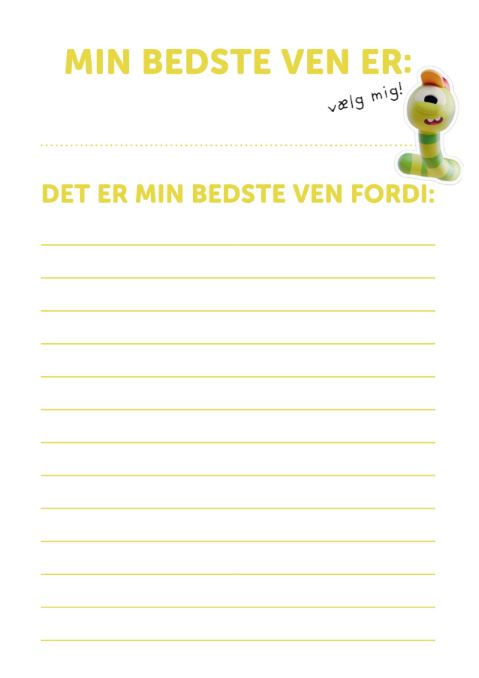 MIN BEDSTE VEN ER:
vælg mig!
DET ER MIN BEDSTE VEN FORDI: